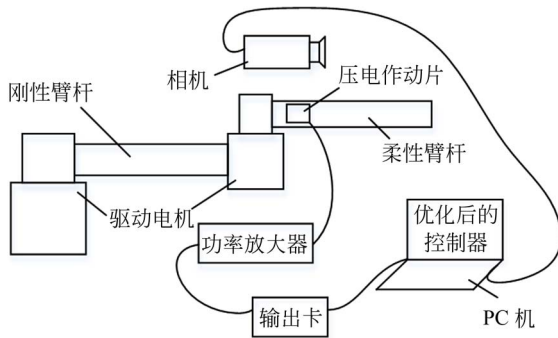 相机
压电作动片
刚性臂杆
柔性臂杆
驱动电机
优化后的
控制器
功率放大器
输出卡
PC 机